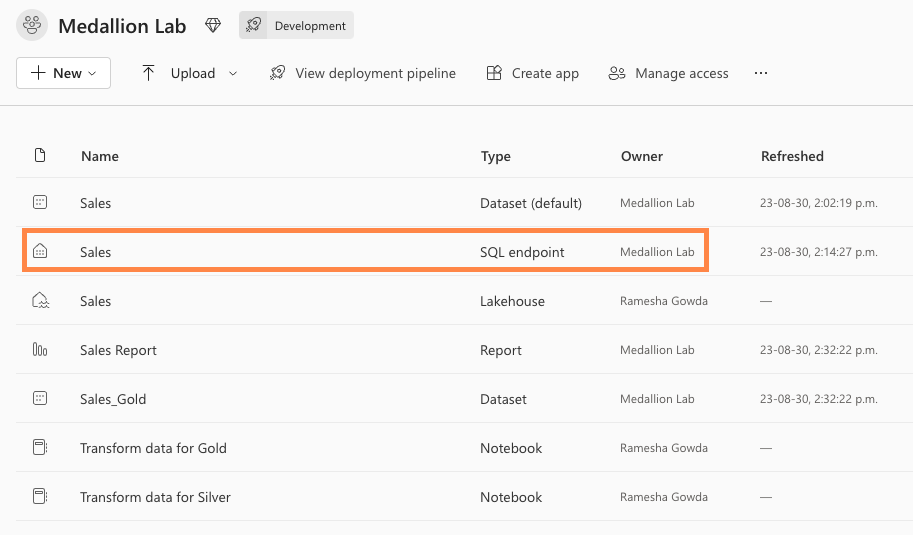 Medallion Lab Development
New Upload View deployment pipeline Create app Manage access ...
Name Type Owner Refreshed
Sales Dataset (default) Medallion Lab 23-08-30, 2:02:19 p.m.
Sales SQL endpoint Medallion Lab 23-08-30, 2:14:27 p.m.
Sales Lakehouse Ramesha Gowda —
Sales Report Report Medallion Lab 23-08-30, 2:32:22 p.m.
Sales_Gold Dataset Medallion Lab 23-08-30, 2:32:22 p.m.
Transform data for Gold Notebook Ramesha Gowda —
Transform data for Silver Notebook Ramesha Gowda —